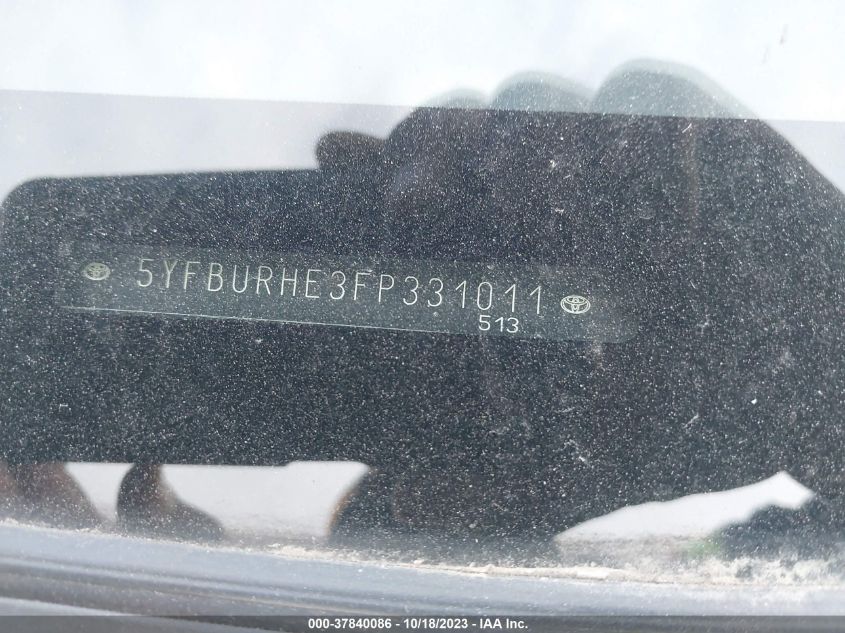 5YFBURHE3FP331011
513
000-37840086 - 10/18/2023 - IAA Inc.